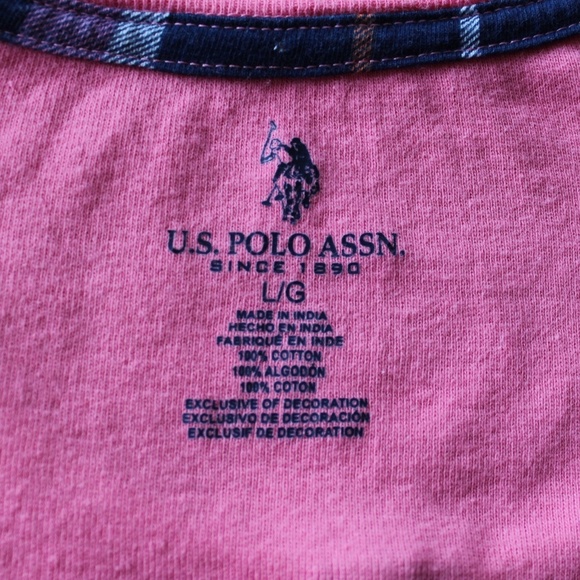 U.S. POLO ASSN.
SINCE 1890
L/G
MADE IN INDIA
HECHO EN INDIA
FABRIQUÉ EN INDE
100% COTTON
100% ALGODÓN
100% COTON
EXCLUSIVE OF DECORATION
EXCLUSIVO DE DECORACIÓN
EXCLUSIF DE DECORATION